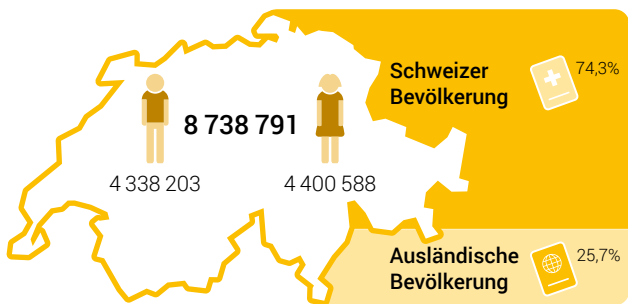 8 738 791
4 338 203
4 400 588
Schweizer
Bevölkerung
74,3%
Ausländische
Bevölkerung
25,7%